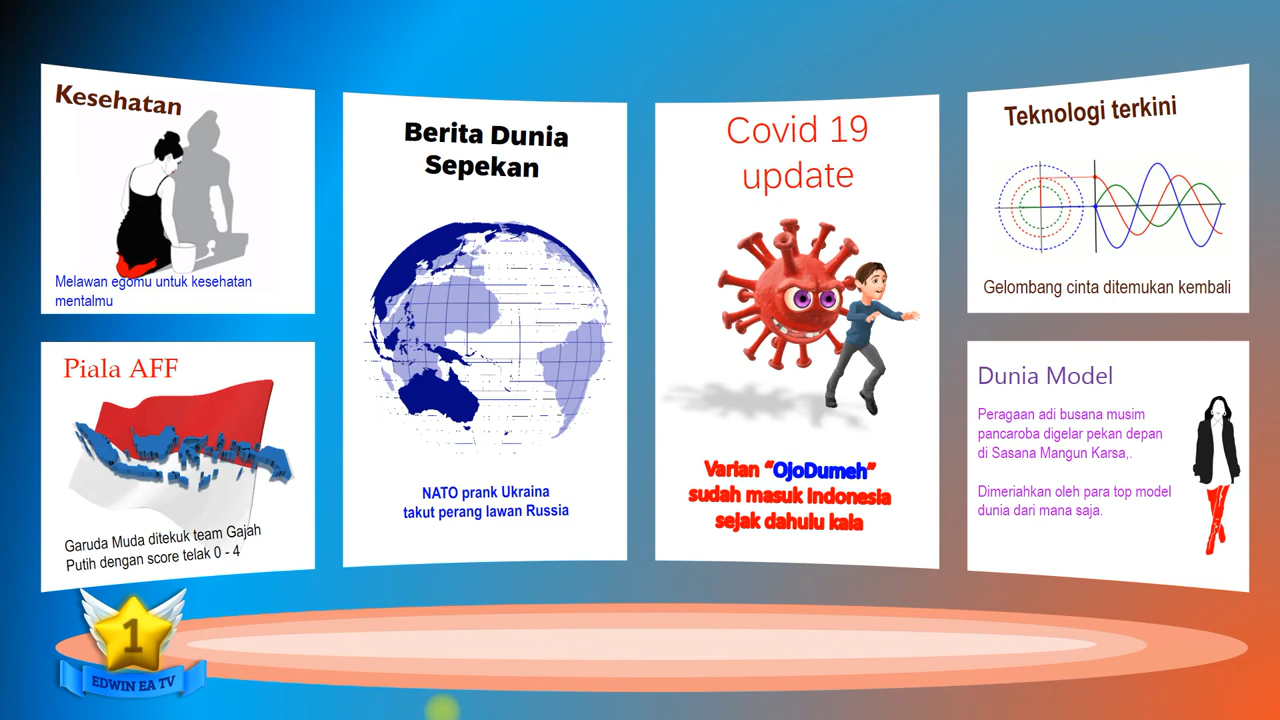 Kesehatan
Melawan egomu untuk kesehatan
mentalmu
Piala AFF
Garuda Muda ditekuk team Gajah
Putih dengan score telak 0 - 4
Berita Dunia
Sepekan
NATO prank Ukraina
takut perang lawan Russia
Covid 19
update
Varian “OjoDumeh”
sudah masuk Indonesia
sejak dahulu kala
Teknologi terkini
Gelombang cinta ditemukan kembali
Dunia Model
Peragaan adi busana musim
pancaroba digelar pekan depan
di Sasana Mangun Karsa,.
Dimeriahkan oleh para top model
dunia dari mana saja.
1
EDWIN EA TV